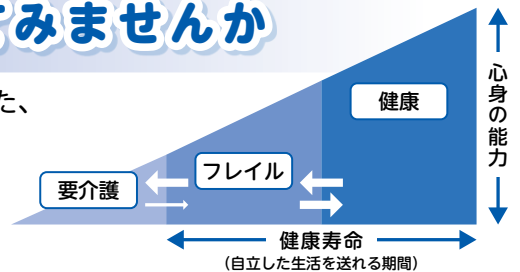 てみませんか
た、
健康
フレイル
要介護
心身の能力
健康寿命
（自立した生活を送れる期間）